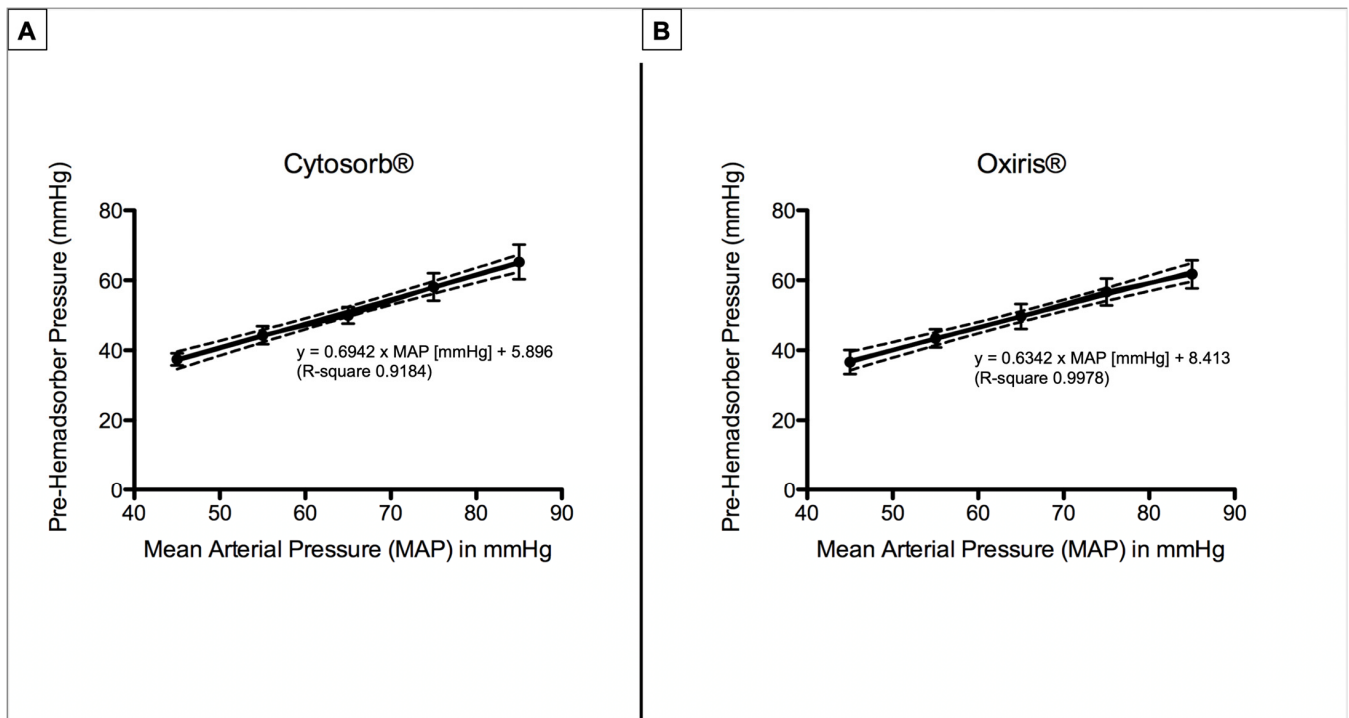 A
Cytosorb®
Pre-Hemadsorber Pressure (mmHg)
80
60
40
20
0
y = 0.6942 x MAP [mmHg] + 5.896
(R-square 0.9184)
40 50 60 70 80 90
Mean Arterial Pressure (MAP) in mmHg
B
Oxiris®
Pre-Hemadsorber Pressure (mmHg)
80
60
40
20
0
y = 0.6342 x MAP [mmHg] + 8.413
(R-square 0.9978)
40 50 60 70 80 90
Mean Arterial Pressure (MAP) in mmHg